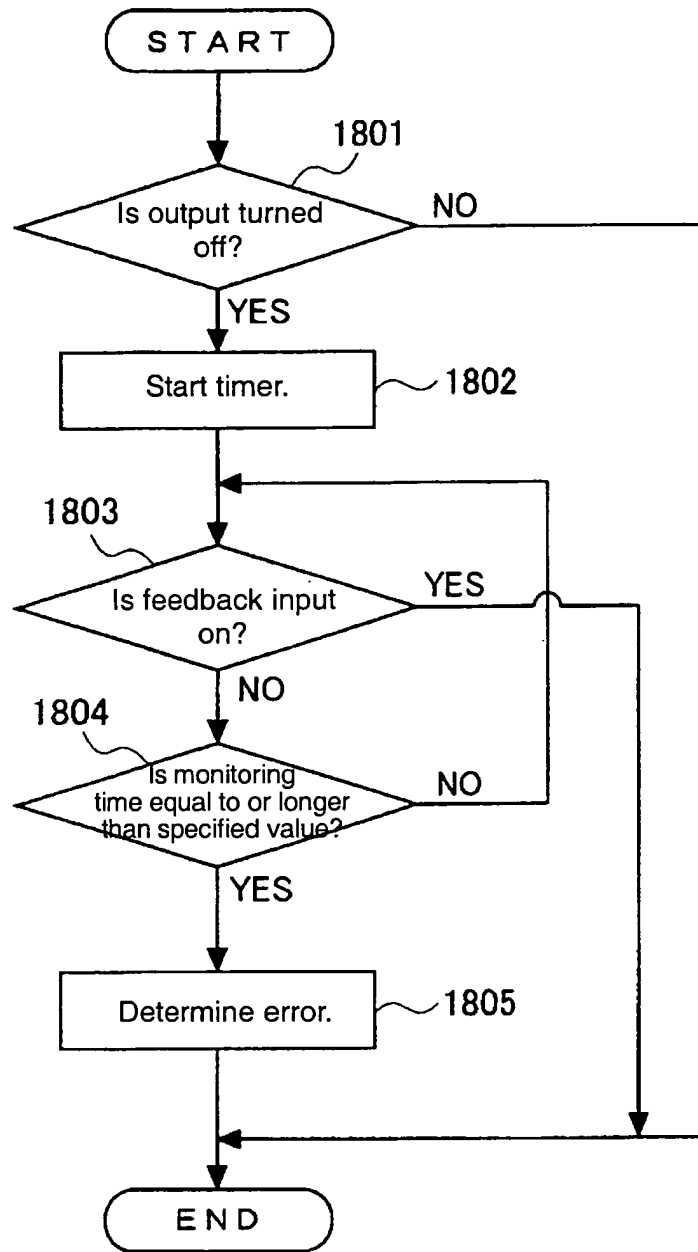 START
1801
Is output turned
off?
NO
YES
Start timer.
1802
1803
Is feedback input
on?
YES
NO
1804
Is monitoring
time equal to or longer
than specified value?
NO
YES
Determine error.
1805
END